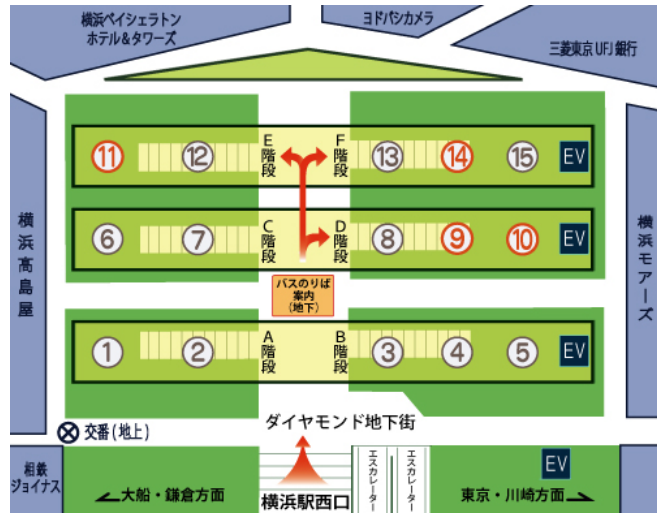 横浜ベイシェラトン
ホテル&タワーズ
ヨドバシカメラ
三菱東京UFJ銀行
⑪
⑫
E階段
F階段
⑬
⑭
⑮
EV
横浜髙島屋
⑥
⑦
C階段
D階段
⑧
⑨
⑩
EV
横浜モアーズ
バスのりば
案内
(地下)
①
②
A階段
B階段
③
④
⑤
EV
交番(地上)
ダイヤモンド地下街
相鉄
ジョイナス
大船・鎌倉方面
横浜駅西口
エスカレーター
エスカレーター
EV
東京・川崎方面